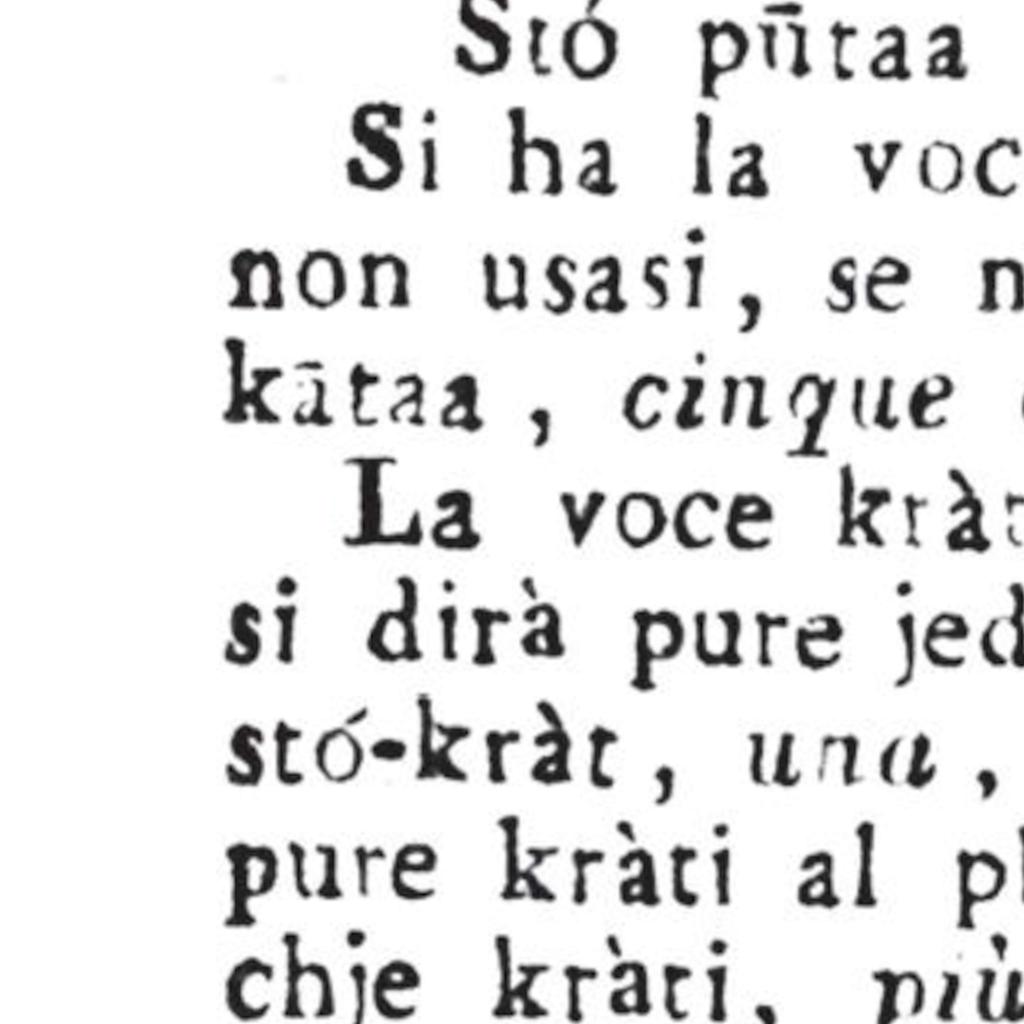 Stó pūtaa
Si ha la voc
non usasi, se n
kātaa, cinque
La voce kràt
si dirà pure jed
stó-kràt, una,
pure kràti al pl
chje kràti, più